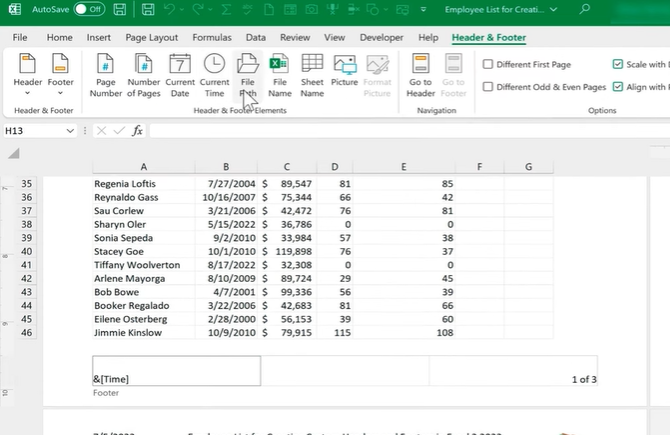 AutoSave Off Employee List for Creati...
File Home Insert Page Layout Formulas Data Review View Developer Help Header & Footer
Header Footer Page Number Number of Pages Current Date Current Time File Path File Name Sheet Name Picture Format Picture Go to Header Go to Footer
Different First Page Scale with
Different Odd & Even Pages Align with
Header & Footer Header & Footer Elements Navigation Options
H13 fx
A B C D E F G
35 Regenia Loftis 7/27/2004 $ 89,547 81 85
36 Reynaldo Gass 10/16/2007 $ 75,344 66 42
37 Sau Corlew 3/21/2006 $ 42,472 76 81
38 Sharyn Oler 5/15/2022 $ 36,786 0 0
39 Sonia Sepeda 9/2/2010 $ 33,984 57 38
40 Stacey Goe 10/1/2010 $ 119,898 76 37
41 Tiffany Woolverton 8/17/2022 $ 32,308 0 0
42 Arlene Mayorga 8/10/2009 $ 89,724 29 45
43 Bob Bowe 4/7/2001 $ 99,336 56 39
44 Booker Regalado 3/22/2006 $ 42,683 81 66
45 Eilene Osterberg 2/28/2000 $ 56,153 39 60
46 Jimmie Kinslow 10/9/2010 $ 79,915 115 108
&[Time] 1 of 3
Footer